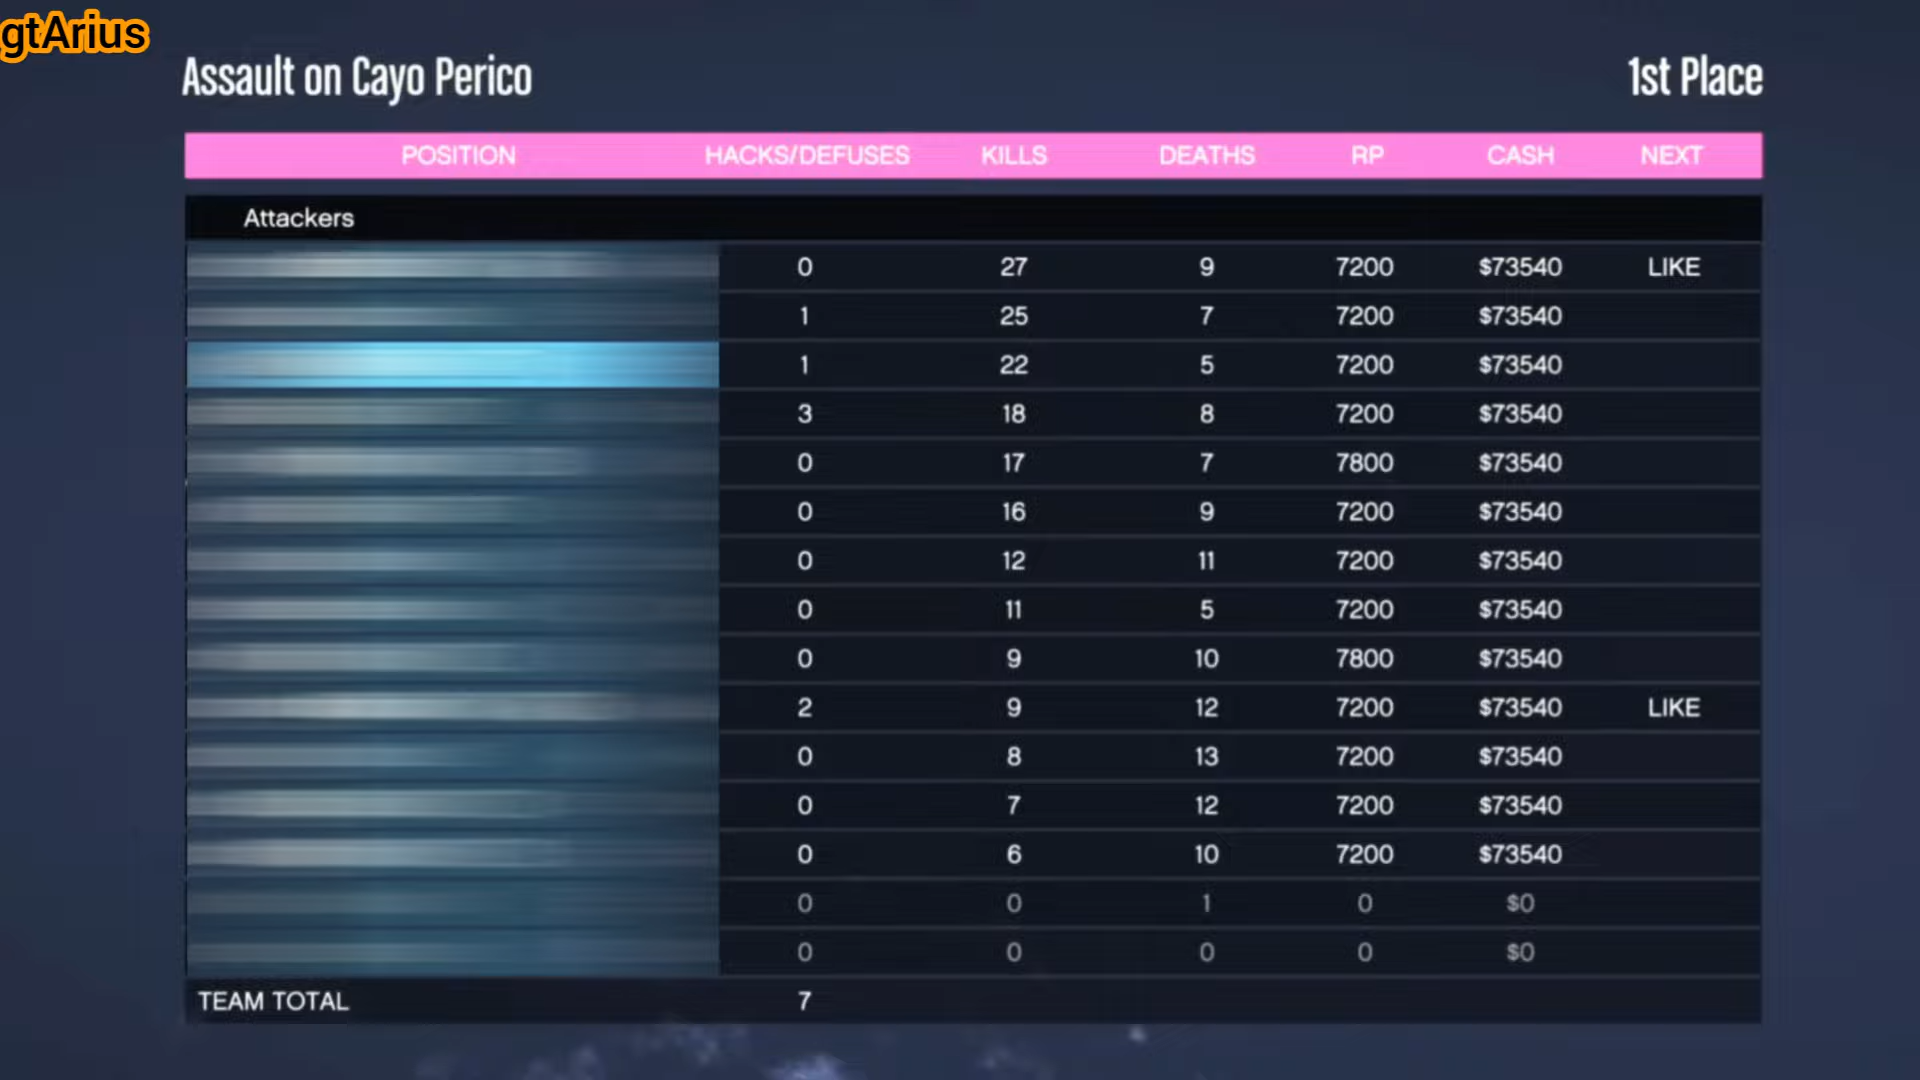 gtArius
Assault on Cayo Perico 1st Place
POSITION HACKS/DEFUSES KILLS DEATHS RP CASH NEXT
Attackers
0 27 9 7200 $73540 LIKE
1 25 7 7200 $73540
1 22 5 7200 $73540
3 18 8 7200 $73540
0 17 7 7800 $73540
0 16 9 7200 $73540
0 12 11 7200 $73540
0 11 5 7200 $73540
0 9 10 7800 $73540
2 9 12 7200 $73540 LIKE
0 8 13 7200 $73540
0 7 12 7200 $73540
0 6 10 7200 $73540
0 0 1 0 $0
0 0 0 0 $0
TEAM TOTAL 7